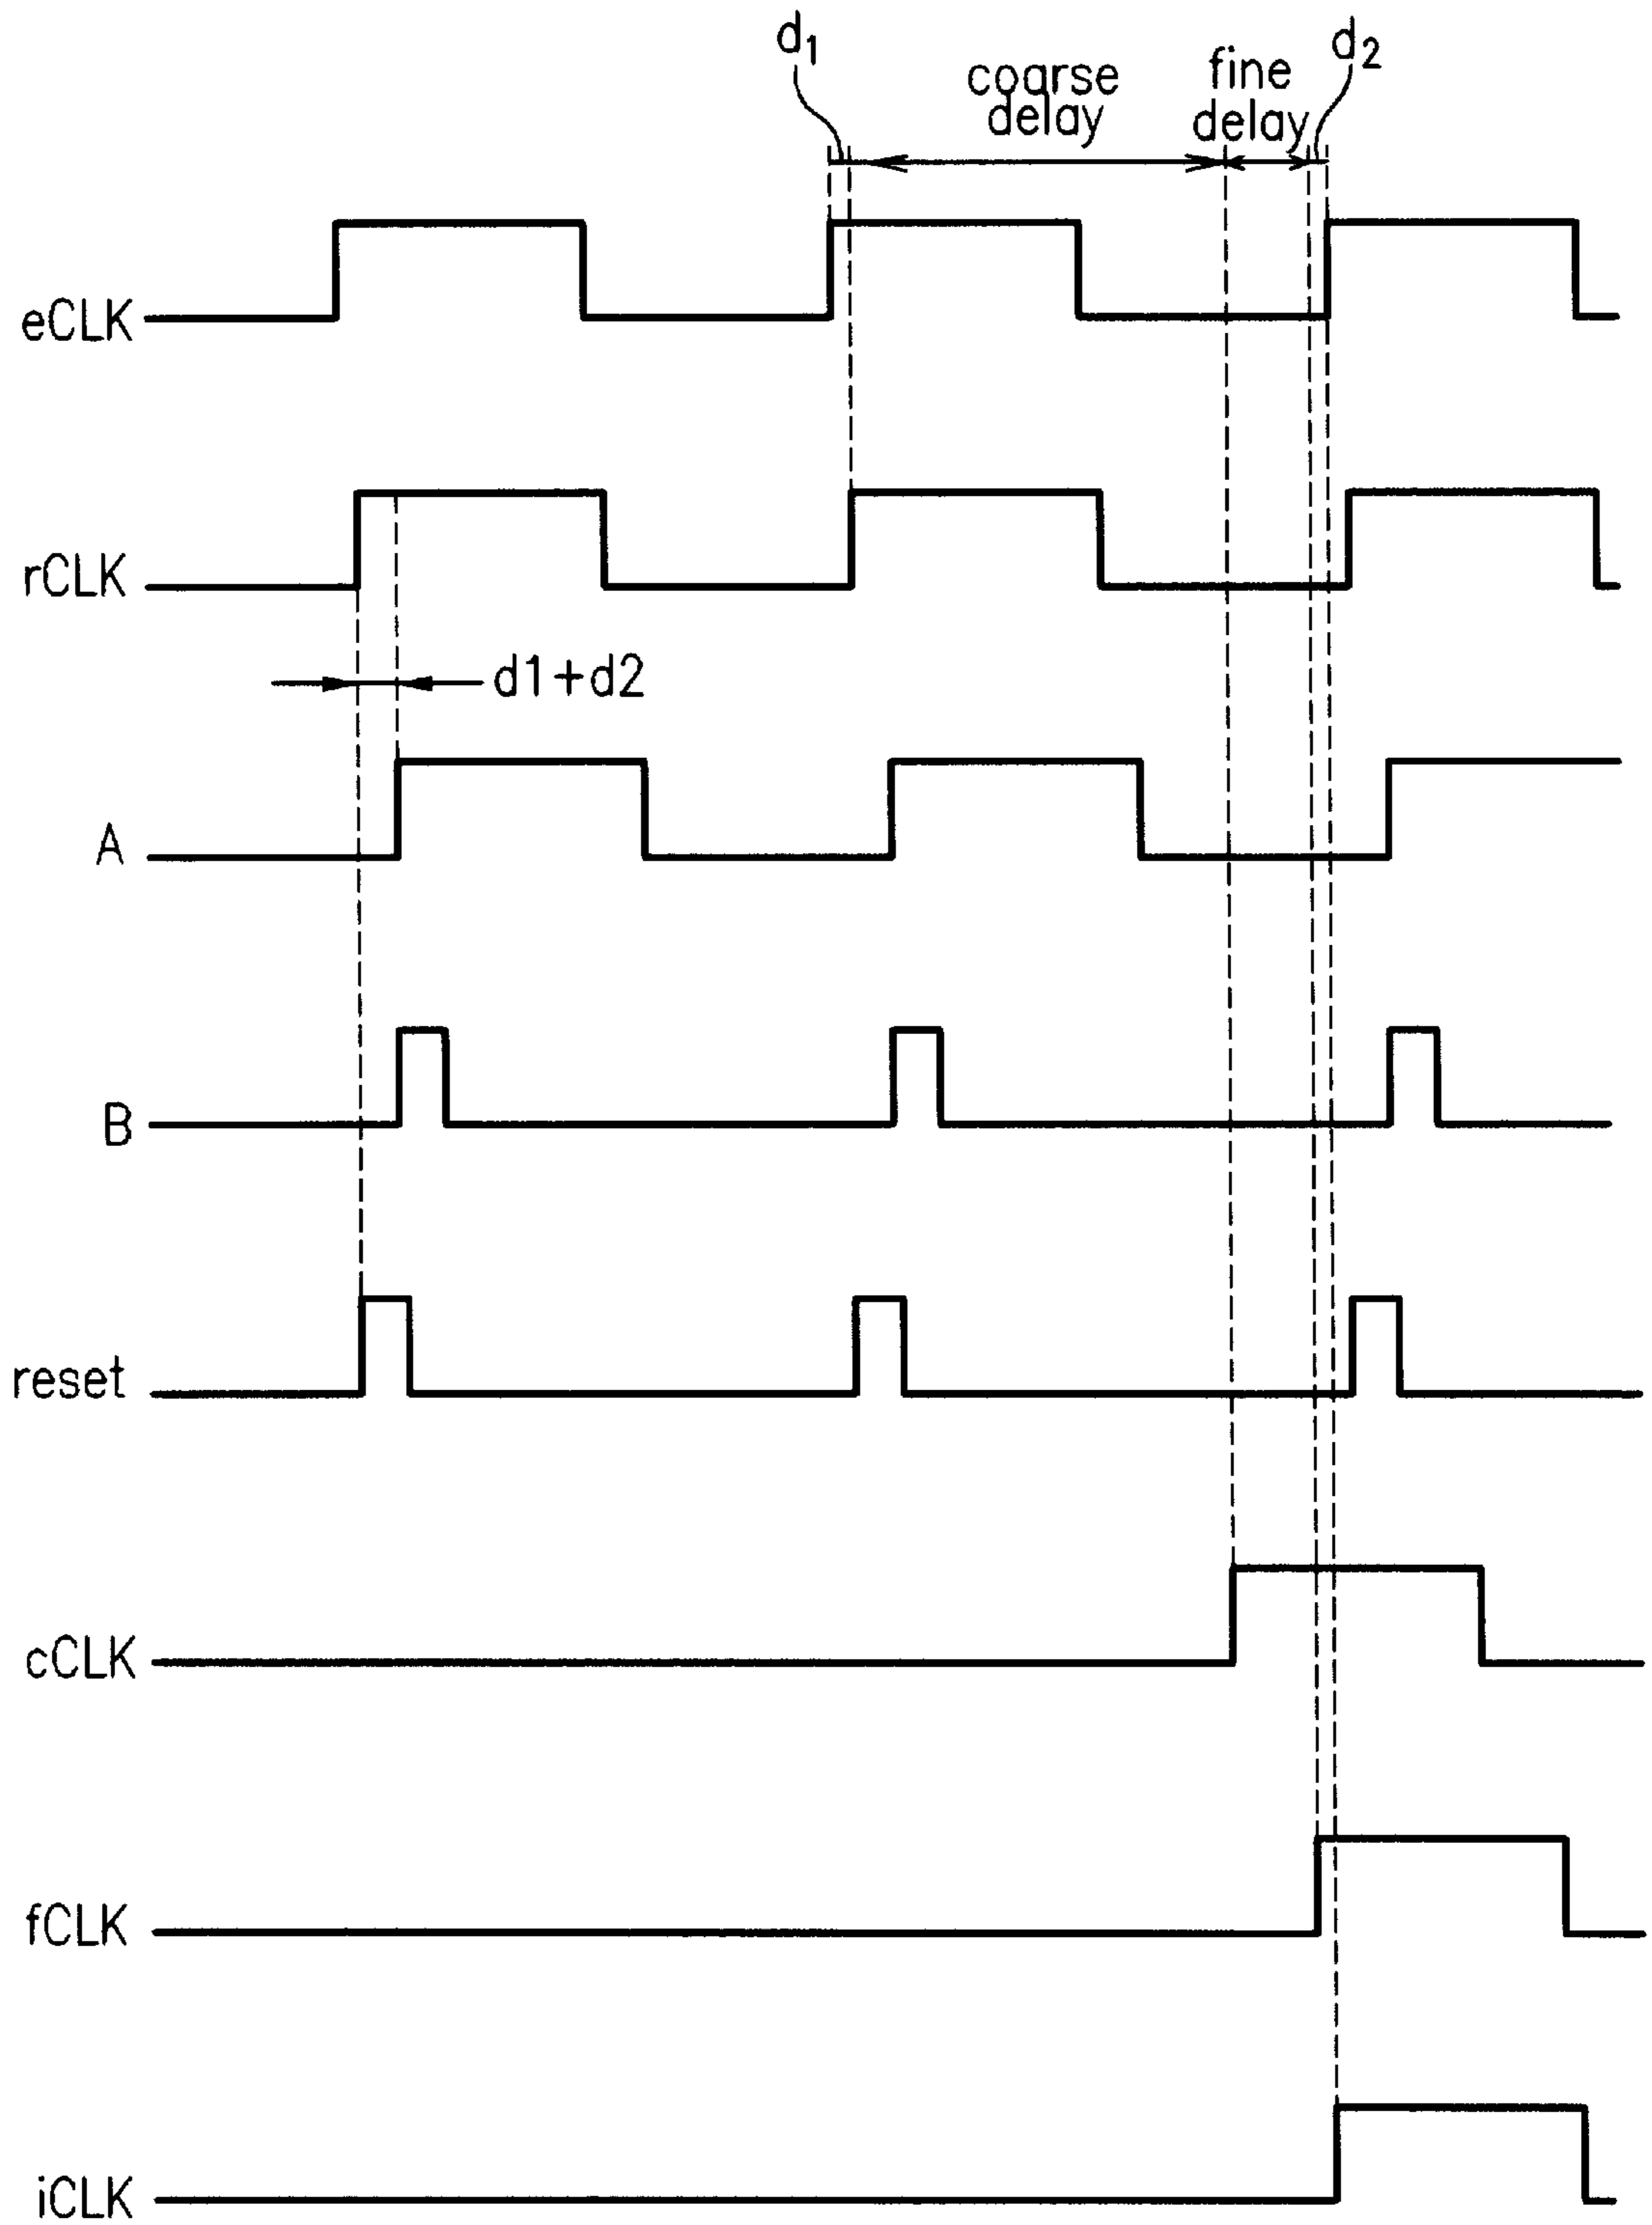 d1
coarse
delay
fine
delay
d2
eCLK
rCLK
d1+d2
A
B
reset
cCLK
fCLK
iCLK